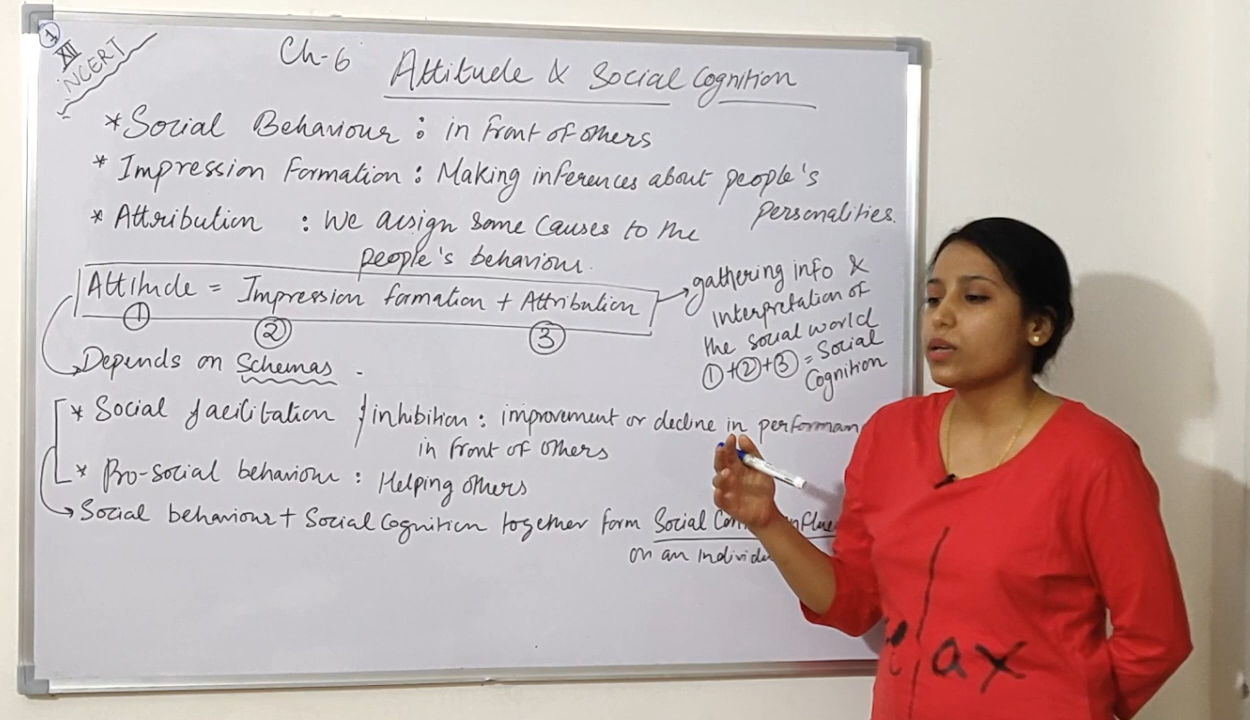 1
XII
NCERT
Ch-6 Attitude & Social Cognition
* Social Behaviour : in front of others
* Impression Formation : Making inferences about people's
personalities.
* Attribution : We assign some causes to the
people's behaviour.
Attitude = Impression formation + Attribution
① ② ③
gathering info &
interpretation of
the social world
①+②+③ = Social
Cognition
Depends on Schemas .
* Social facilitation / inhibition : improvement or decline in
in front of others
* Pro-social behaviour : Helping others
Social behaviour + Social Cognition together form Social
on an
relax